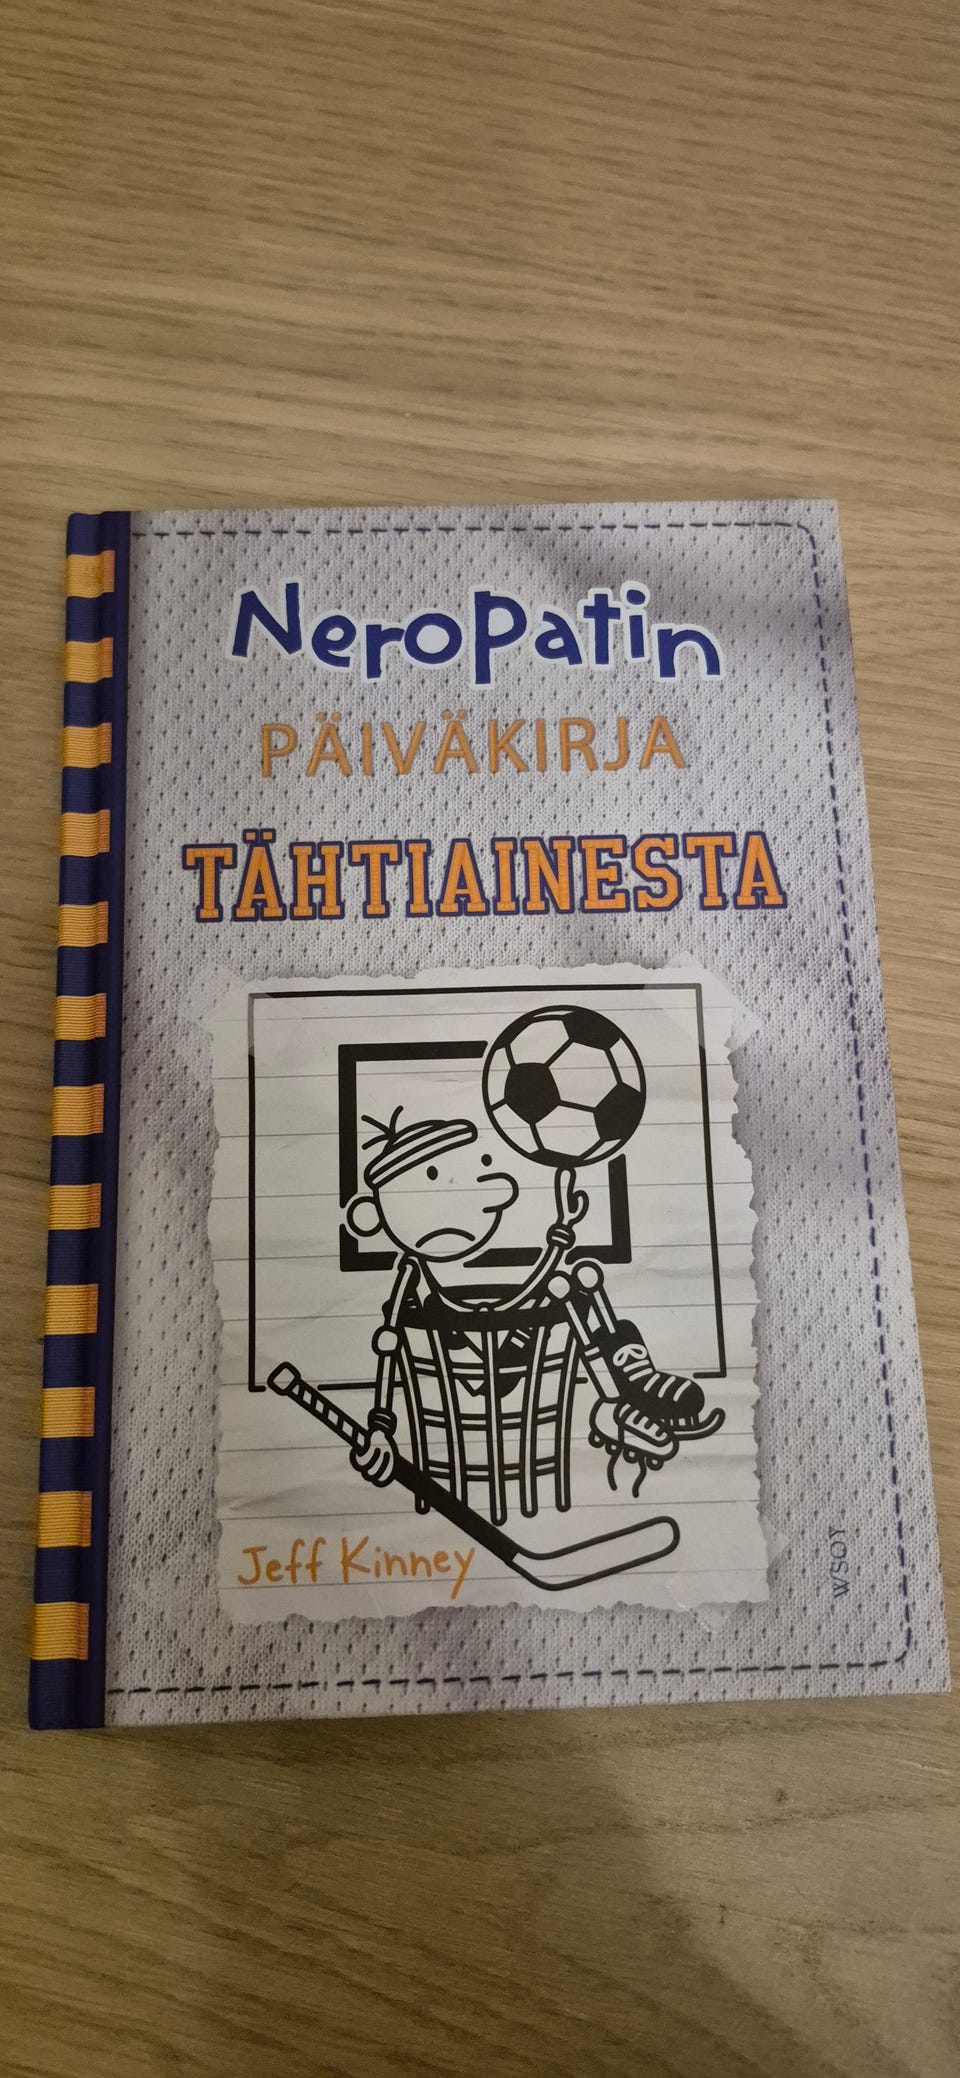 Neropatin
PÄIVÄKIRJA
TÄHTIAINESTA
Jeff Kinney
WSOY